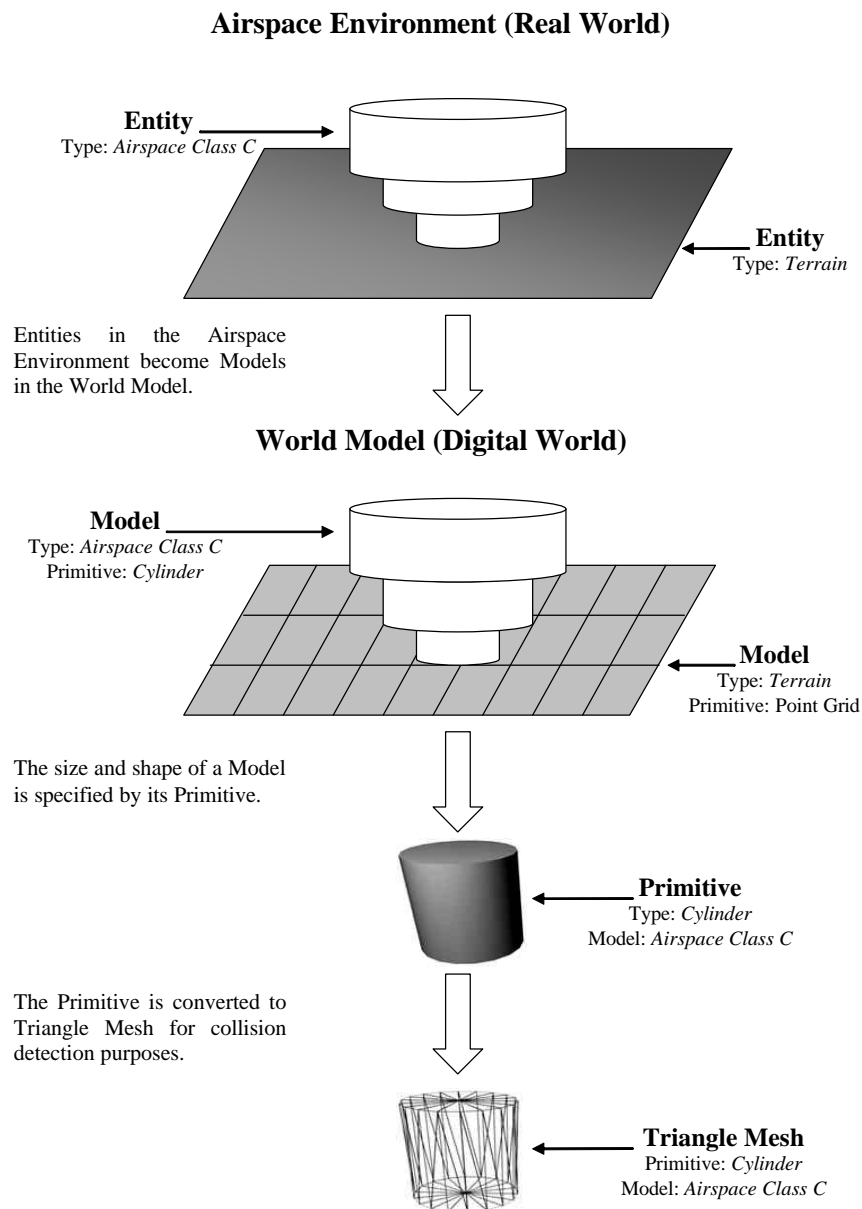 Airspace Environment (Real World)
Entity
Type: Airspace Class C
Entity
Type: Terrain
Entities in the Airspace
Environment become Models
in the World Model.
World Model (Digital World)
Model
Type: Airspace Class C
Primitive: Cylinder
Model
Type: Terrain
Primitive: Point Grid
The size and shape of a Model
is specified by its Primitive.
Primitive
Type: Cylinder
Model: Airspace Class C
The Primitive is converted to
Triangle Mesh for collision
detection purposes.
Triangle Mesh
Primitive: Cylinder
Model: Airspace Class C